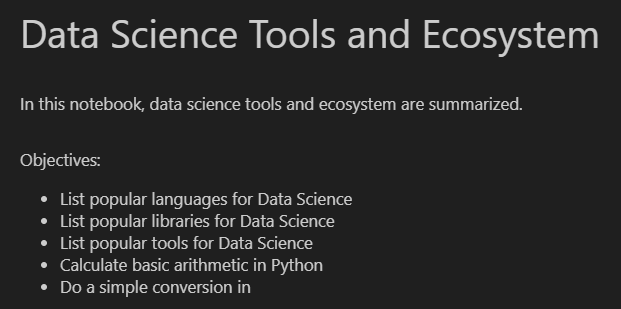 Data Science Tools and Ecosystem
In this notebook, data science tools and ecosystem are summarized.
Objectives:
• List popular languages for Data Science
• List popular libraries for Data Science
• List popular tools for Data Science
• Calculate basic arithmetic in Python
• Do a simple conversion in